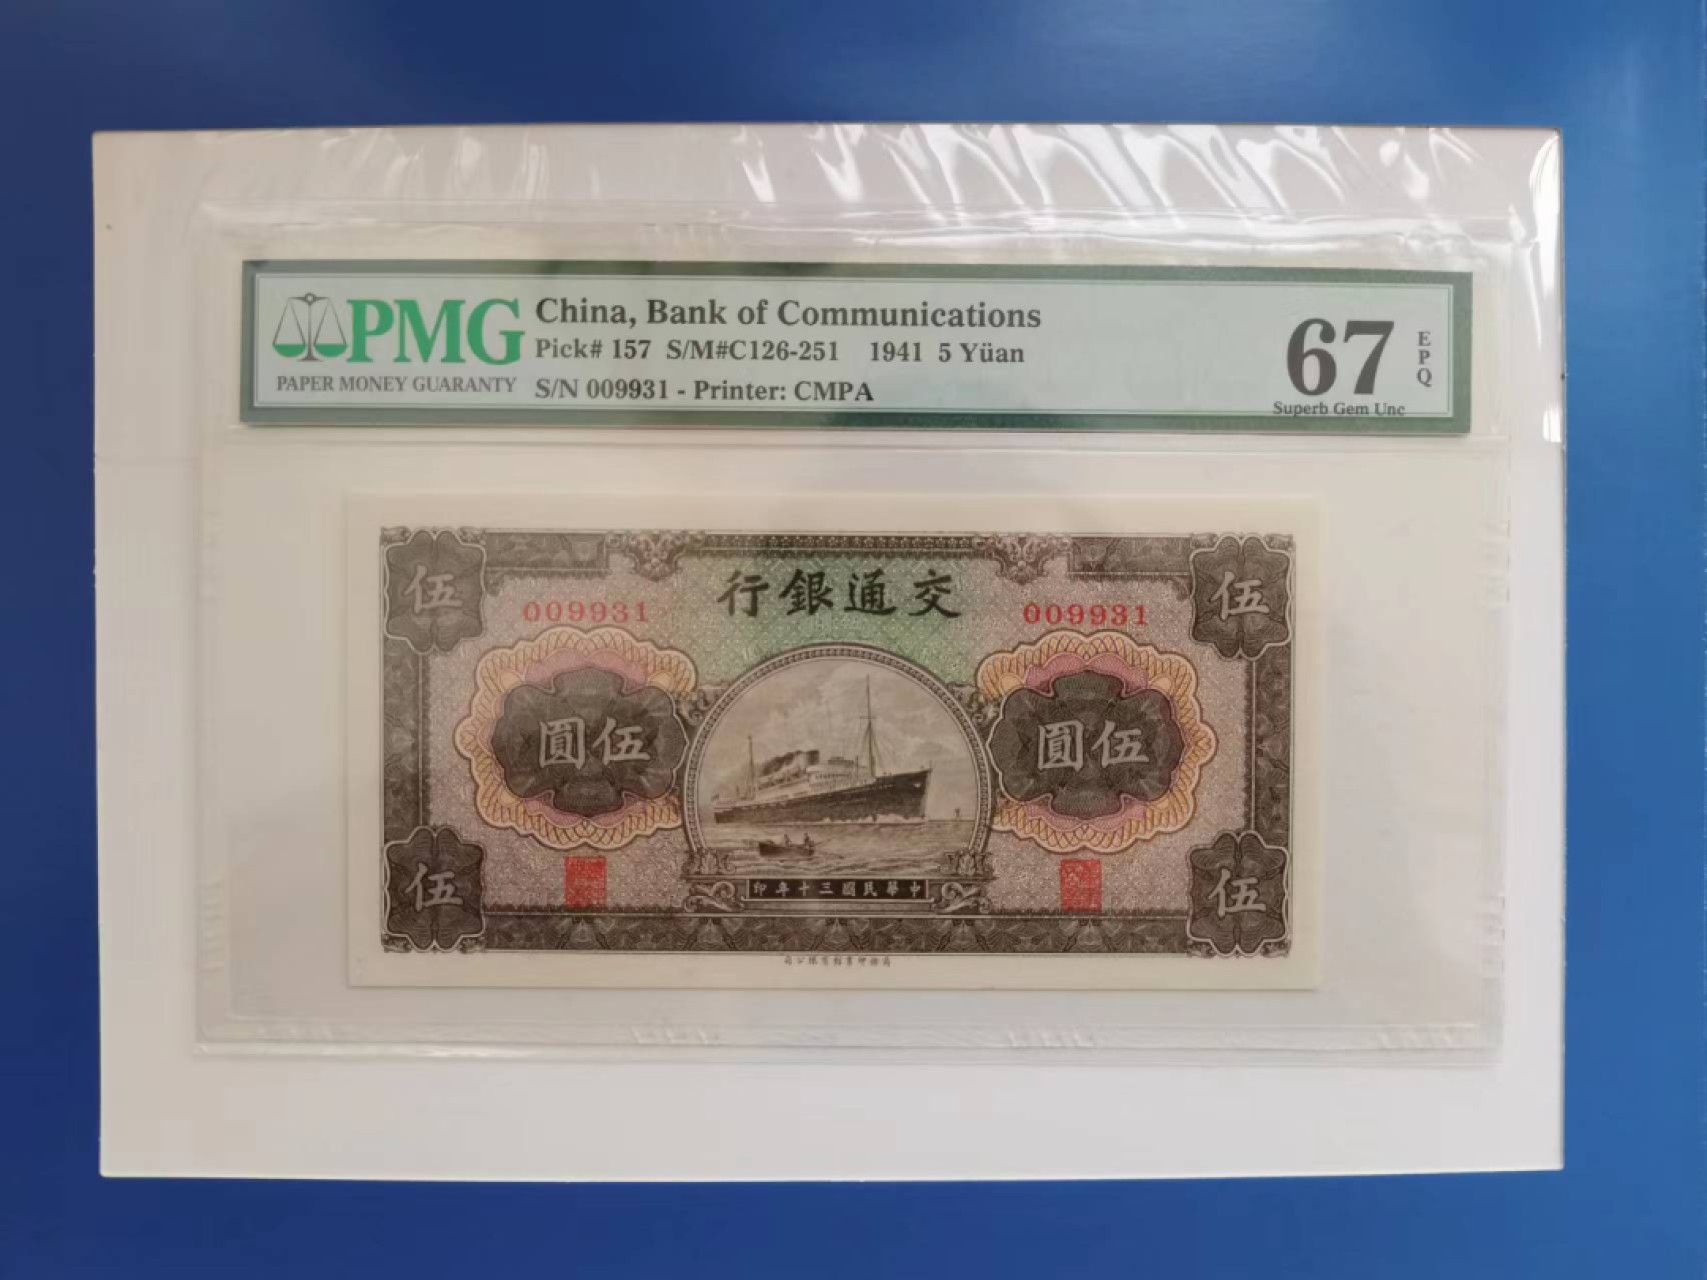 PMG
PAPER MONEY GUARANTY
China, Bank of Communications
Pick# 157 S/M#C126-251 1941 5 Yüan
S/N 009931 - Printer: CMPA
67
EPQ
Superb Gem Unc
伍
伍
行銀通交
009931
009931
圓伍
圓伍
伍
伍
印年十三國民華中